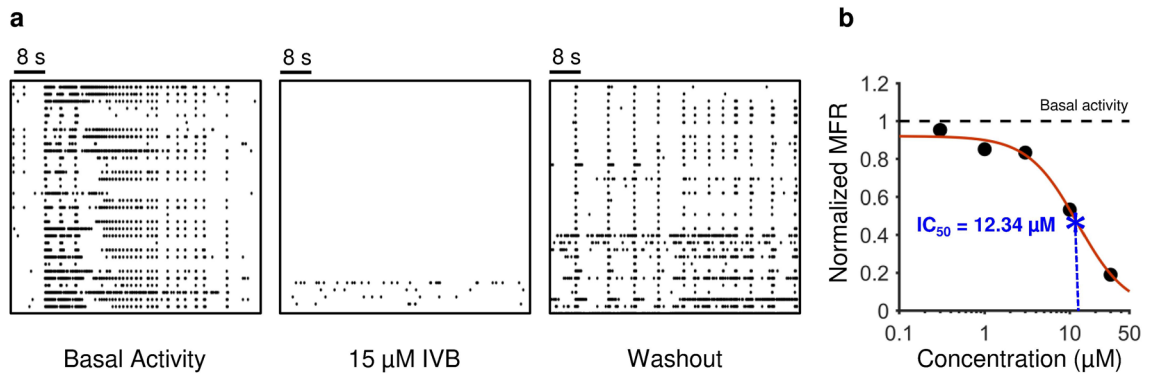 a
b
8 s
8 s
8 s
Basal Activity
15 µM IVB
Washout
Normalized MFR
1.2
1
0.8
0.6
0.4
0.2
0
Basal activity
IC50 = 12.34 µM
0.1
1
10
50
Concentration (µM)